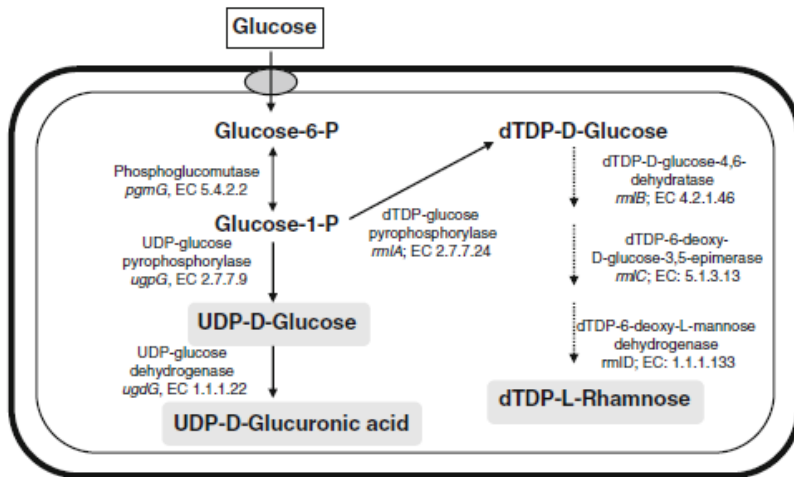 Glucose
Glucose-6-P
Phosphoglucomutase
pgmG, EC 5.4.2.2
Glucose-1-P
UDP-glucose
pyrophosphorylase
ugpG, EC 2.7.7.9
UDP-D-Glucose
UDP-glucose
dehydrogenase
ugdG, EC 1.1.1.22
UDP-D-Glucuronic acid
dTDP-glucose
pyrophosphorylase
rmlA; EC 2.7.7.24
dTDP-D-Glucose
dTDP-D-glucose-4,6-
dehydratase
rmlB; EC 4.2.1.46
dTDP-6-deoxy-
D-glucose-3,5-epimerase
rmlC; EC: 5.1.3.13
dTDP-6-deoxy-L-mannose
dehydrogenase
rmlD; EC: 1.1.1.133
dTDP-L-Rhamnose